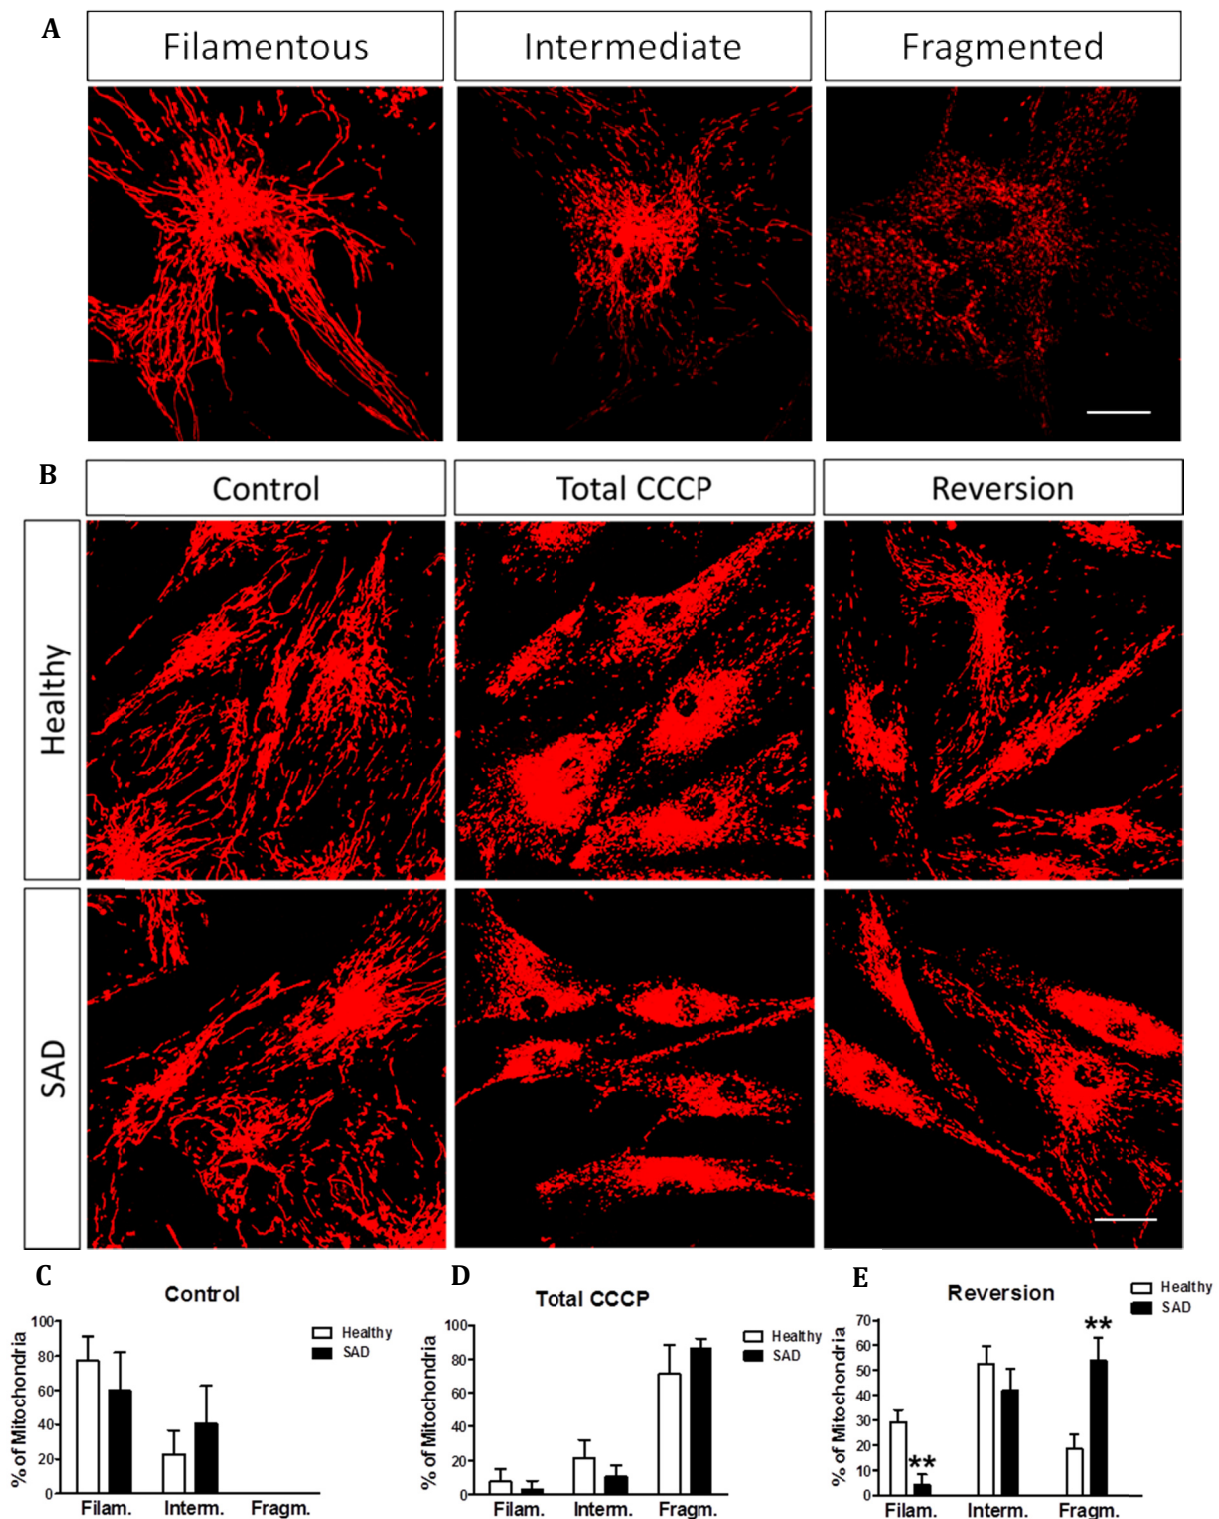 A
Filamentous Intermediate Fragmented
B
Control Total CCCP Reversion
Healthy
SAD
C
Control
Healthy
SAD
% of Mitochondria
100
80
60
40
20
0
Filam. Interm. Fragm.
D
Total CCCP
Healthy
SAD
% of Mitochondria
100
80
60
40
20
0
Filam. Interm. Fragm.
E
Reversion
Healthy
SAD
% of Mitochondria
70
60
50
40
30
20
10
0
**
**
Filam. Interm. Fragm.